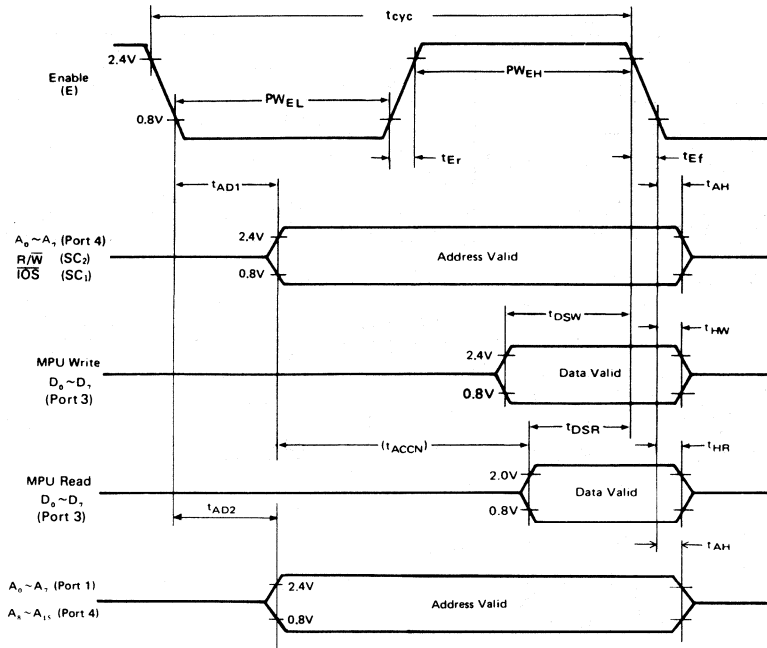 tcyc
Enable
(E)
2.4V
0.8V
PWEL
PWEH
tEr
tEf
tAD1
tAH
A₀~A₇ (Port 4)
R/W̅ (SC₂)
I̅O̅S̅ (SC₁)
2.4V
0.8V
Address Valid
tDSW
tHW
MPU Write
D₀~D₇
(Port 3)
2.4V
0.8V
Data Valid
tDSR
(tACCN)
tHR
MPU Read
D₀~D₇
(Port 3)
2.0V
0.8V
Data Valid
tAD2
tAH
A₀~A₇ (Port 1)
A₈~A₁₅ (Port 4)
2.4V
0.8V
Address Valid